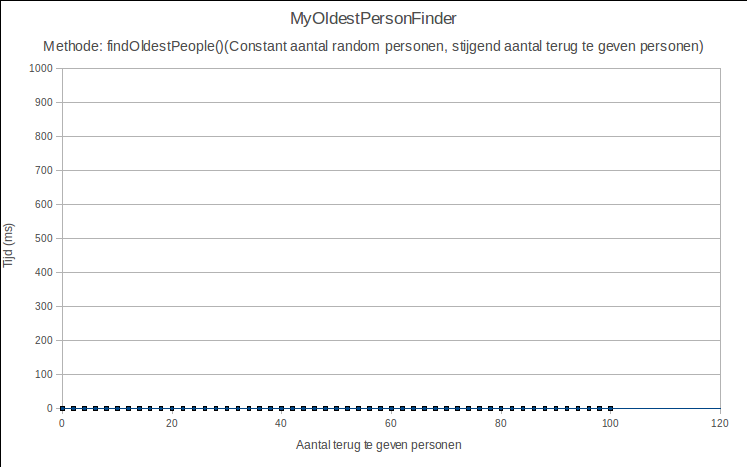 MyOldestPersonFinder
Methode: findOldestPeople()(Constant aantal random personen, stijgend aantal terug te geven personen)
1000
900
800
700
600
500
400
300
200
100
0
Tijd (ms)
0 20 40 60 80 100 120
Aantal terug te geven personen